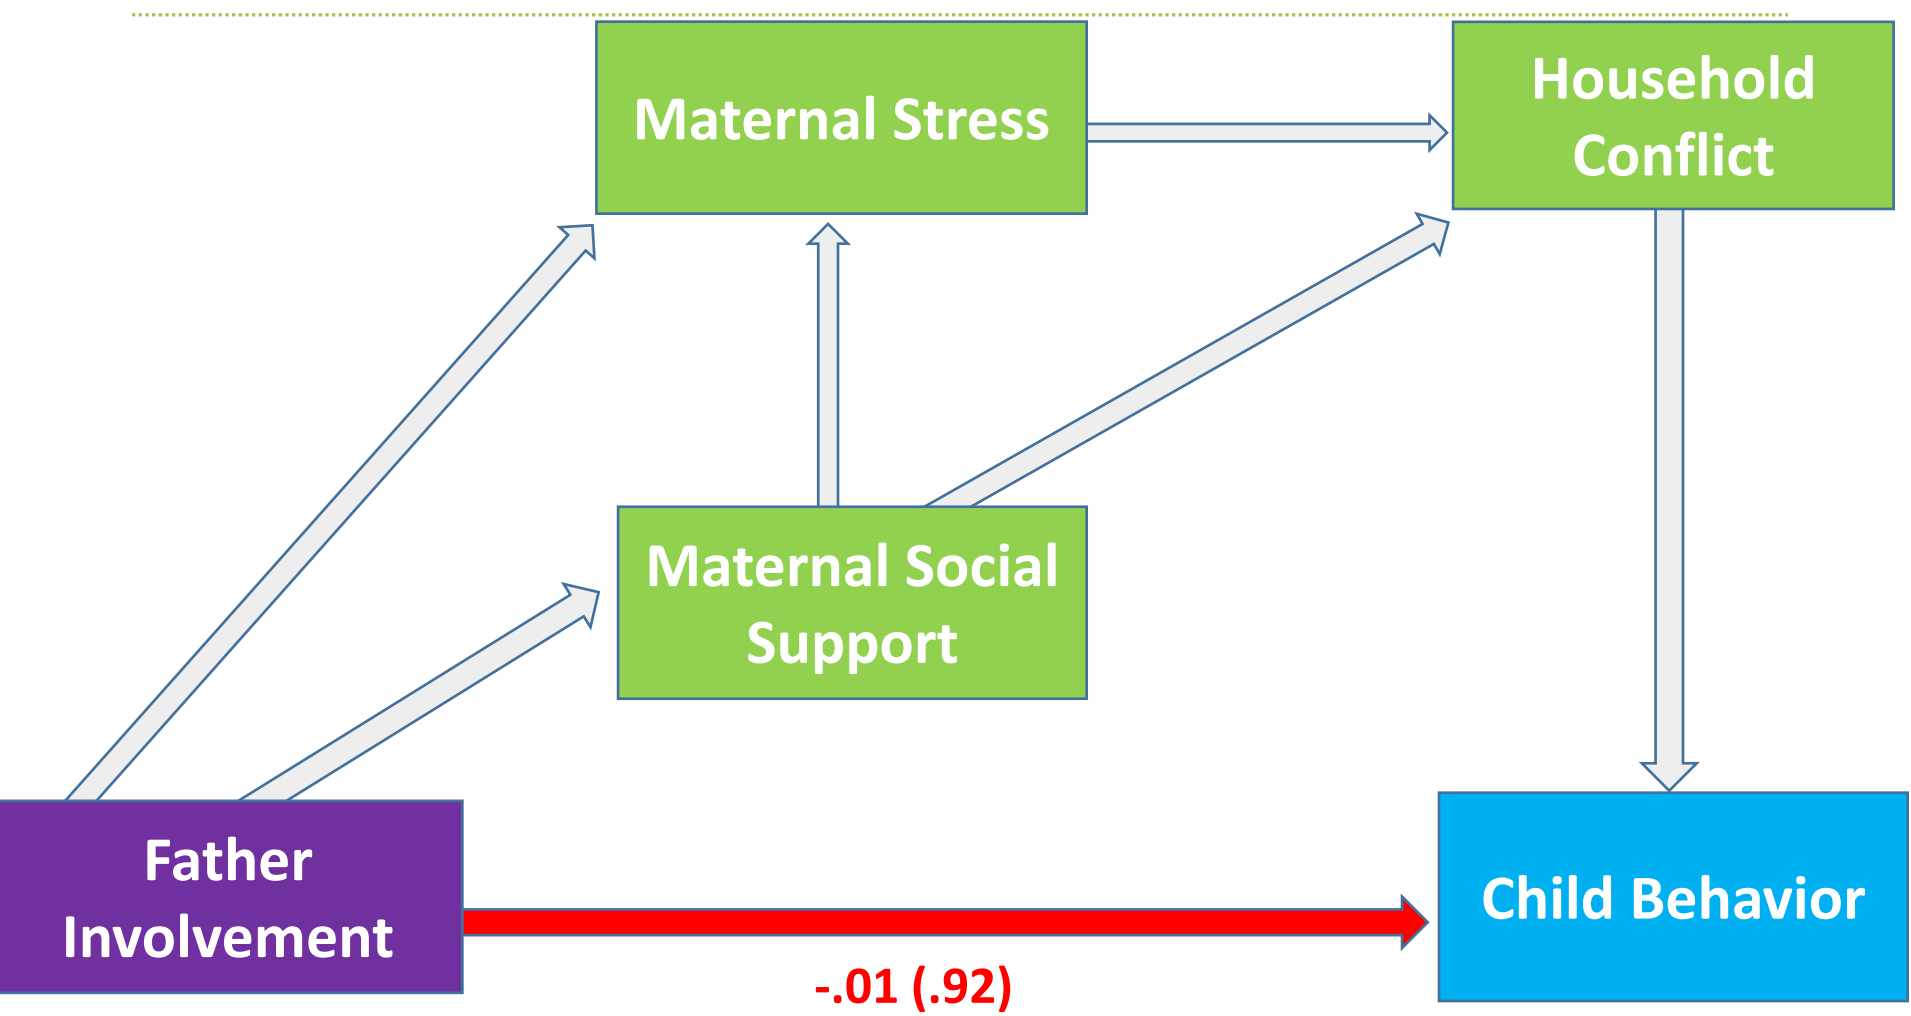 Maternal Stress
Household
Conflict
Maternal Social
Support
Father
Involvement
Child Behavior
-.01 (.92)